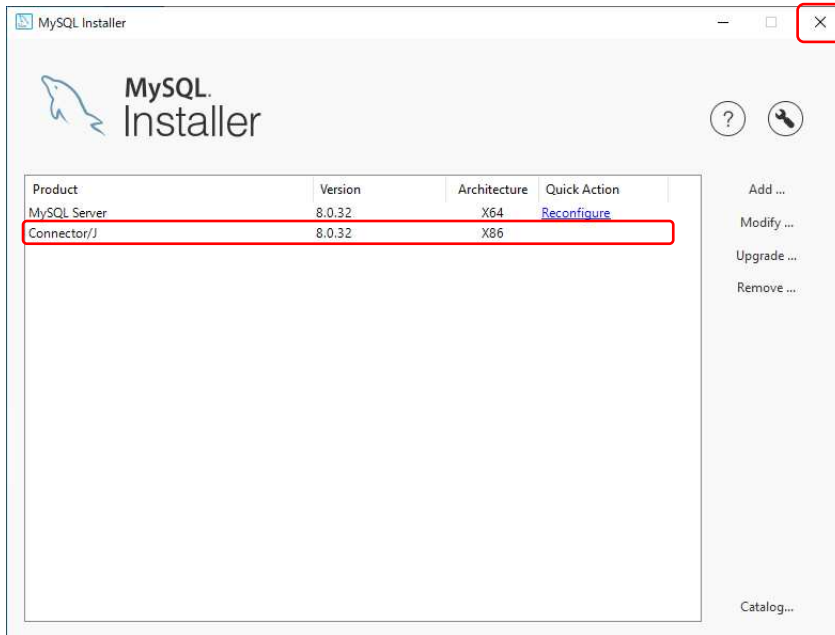 MySQL Installer
MySQL.
Installer
?
Product Version Architecture Quick Action
MySQL Server 8.0.32 X64 Reconfigure
Connector/J 8.0.32 X86
Add ...
Modify ...
Upgrade ...
Remove ...
Catalog...